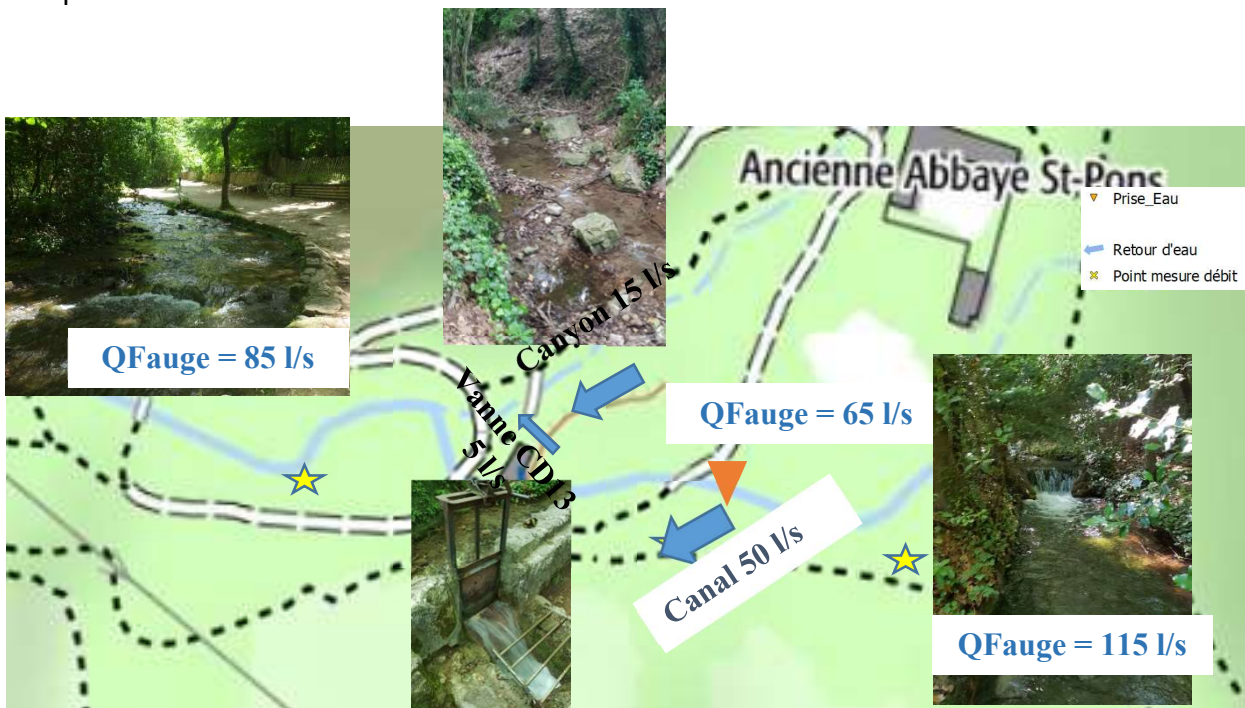 Ancienne Abbaye St-Pons
Prise_Eau
Retour d'eau
Point mesure débit
Canyon 15 l/s
QFauge = 85 l/s
Vanne CD13
5 l/s
QFauge = 65 l/s
Canal 50 l/s
QFauge = 115 l/s